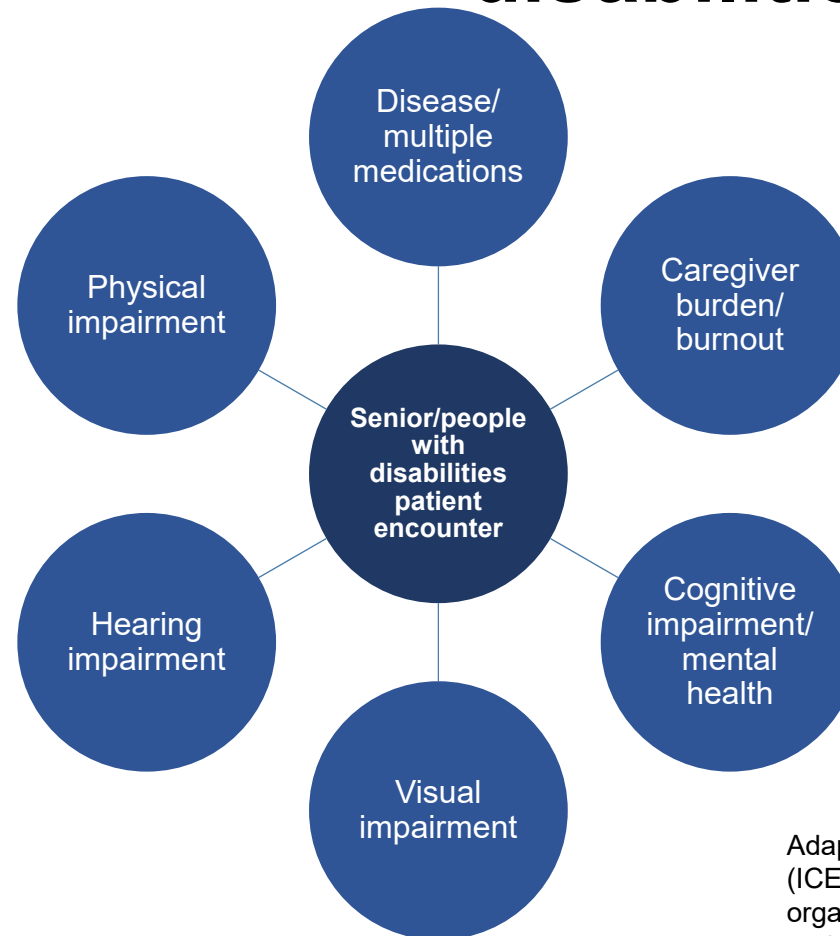 Disease/
multiple
medications
Caregiver
burden/
burnout
Physical
impairment
Senior/people
with
disabilities
patient
encounter
Cognitive
impairment/
mental
health
Hearing
impairment
Visual
impairment
(ICE